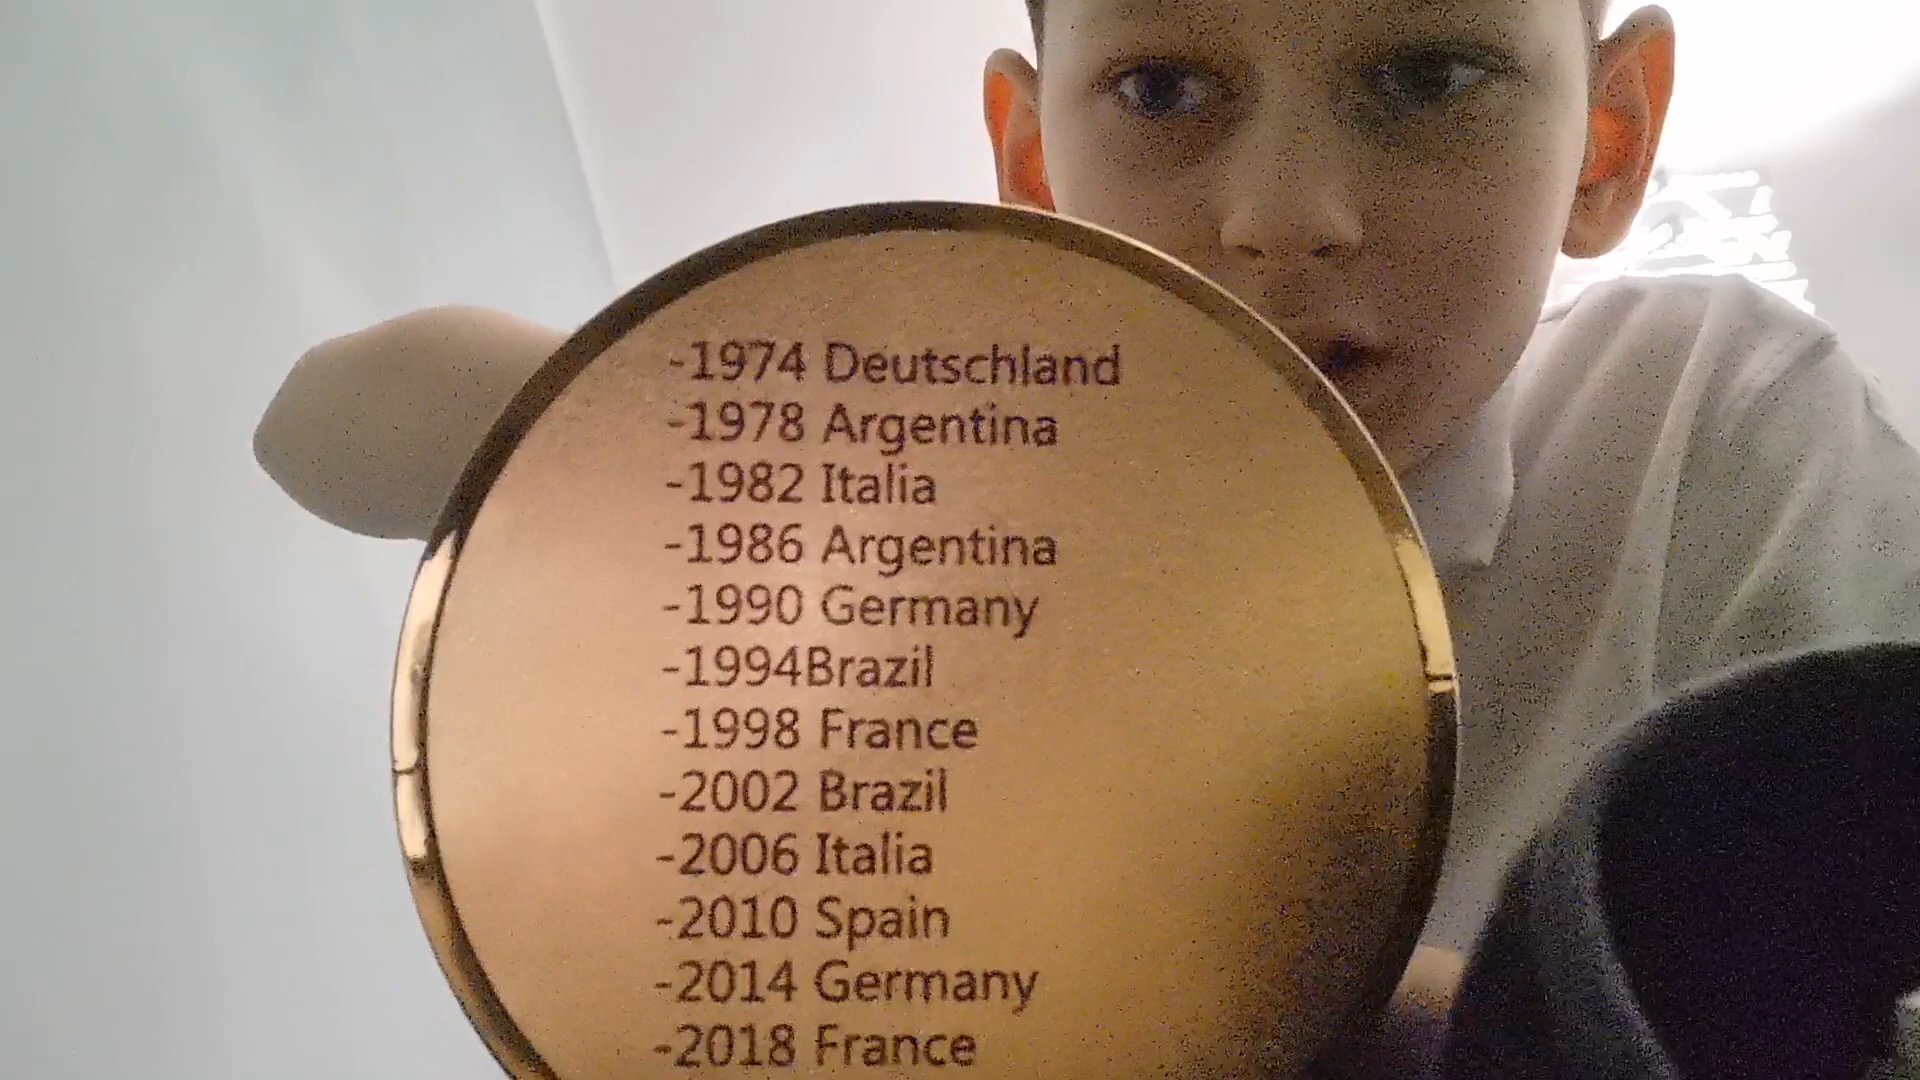 -1974 Deutschland
-1978 Argentina
-1982 Italia
-1986 Argentina
-1990 Germany
-1994Brazil
-1998 France
-2002 Brazil
-2006 Italia
-2010 Spain
-2014 Germany
-2018 France